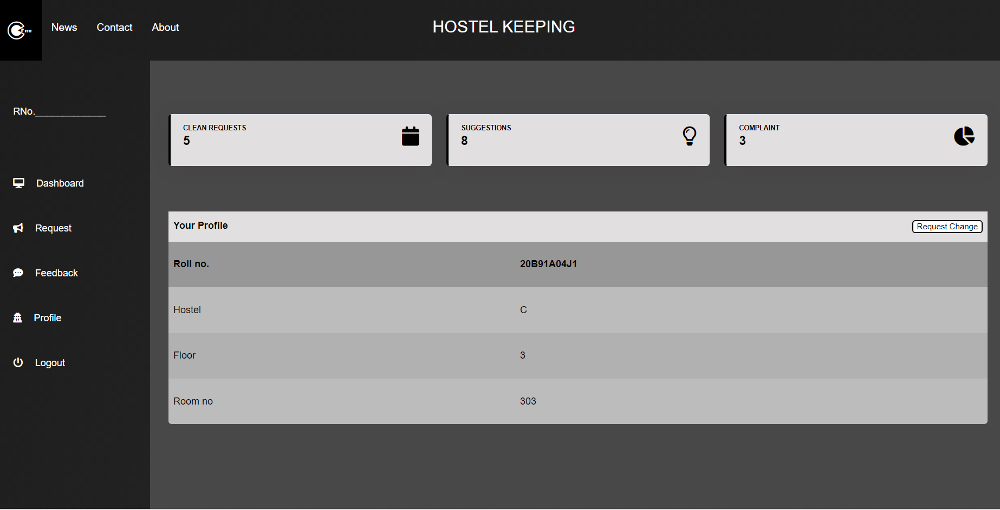 News Contact About
HOSTEL KEEPING
RNo._____________
Dashboard
Request
Feedback
Profile
Logout
CLEAN REQUESTS
5
SUGGESTIONS
8
COMPLAINT
3
Your Profile Request Change
Roll no. 20B91A04J1
Hostel C
Floor 3
Room no 303